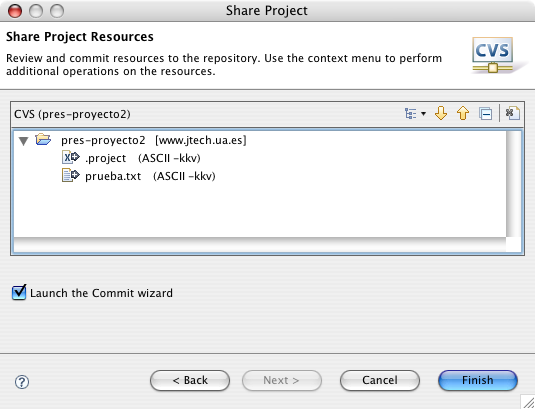 Share Project
Share Project Resources
Review and commit resources to the repository. Use the context menu to perform
additional operations on the resources.
CVS
CVS (pres-proyecto2)
pres-proyecto2 [www.jtech.ua.es]
.project (ASCII -kkv)
prueba.txt (ASCII -kkv)
Launch the Commit wizard
?
< Back
Next >
Cancel
Finish